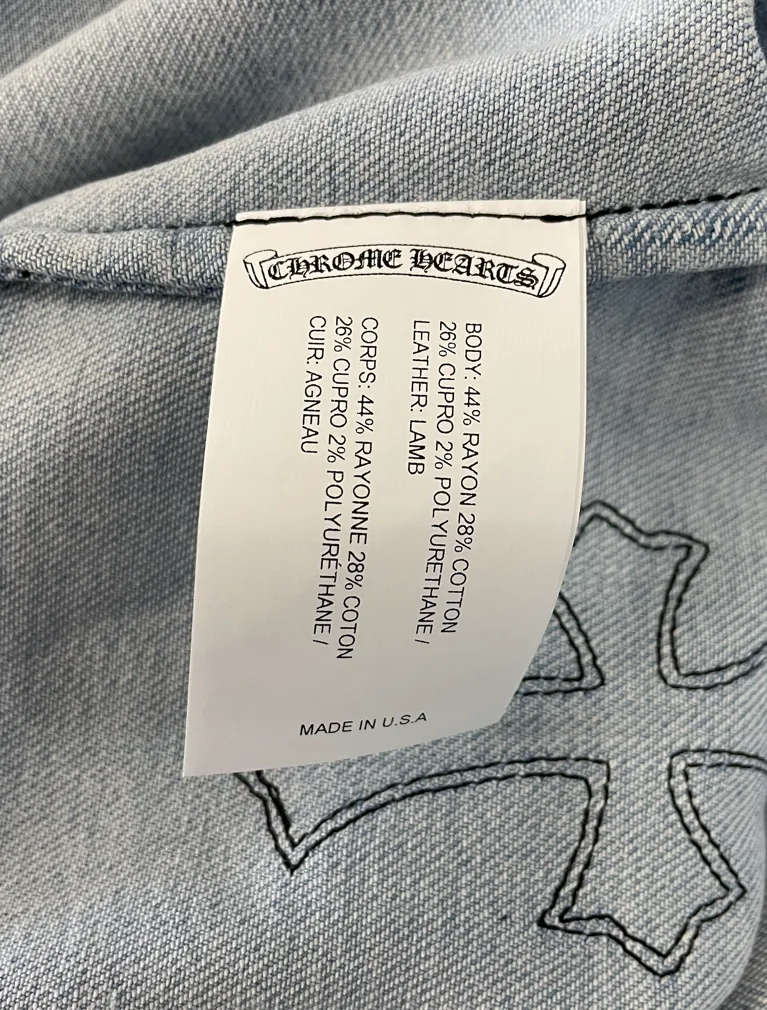 CHROME HEARTS
BODY: 44% RAYON 28% COTTON
26% CUPRO 2% POLYURETHANE /
LEATHER: LAMB
CORPS: 44% RAYONNE 28% COTON
26% CUPRO 2% POLYURÉTHANE /
CUIR: AGNEAU
MADE IN U.S.A